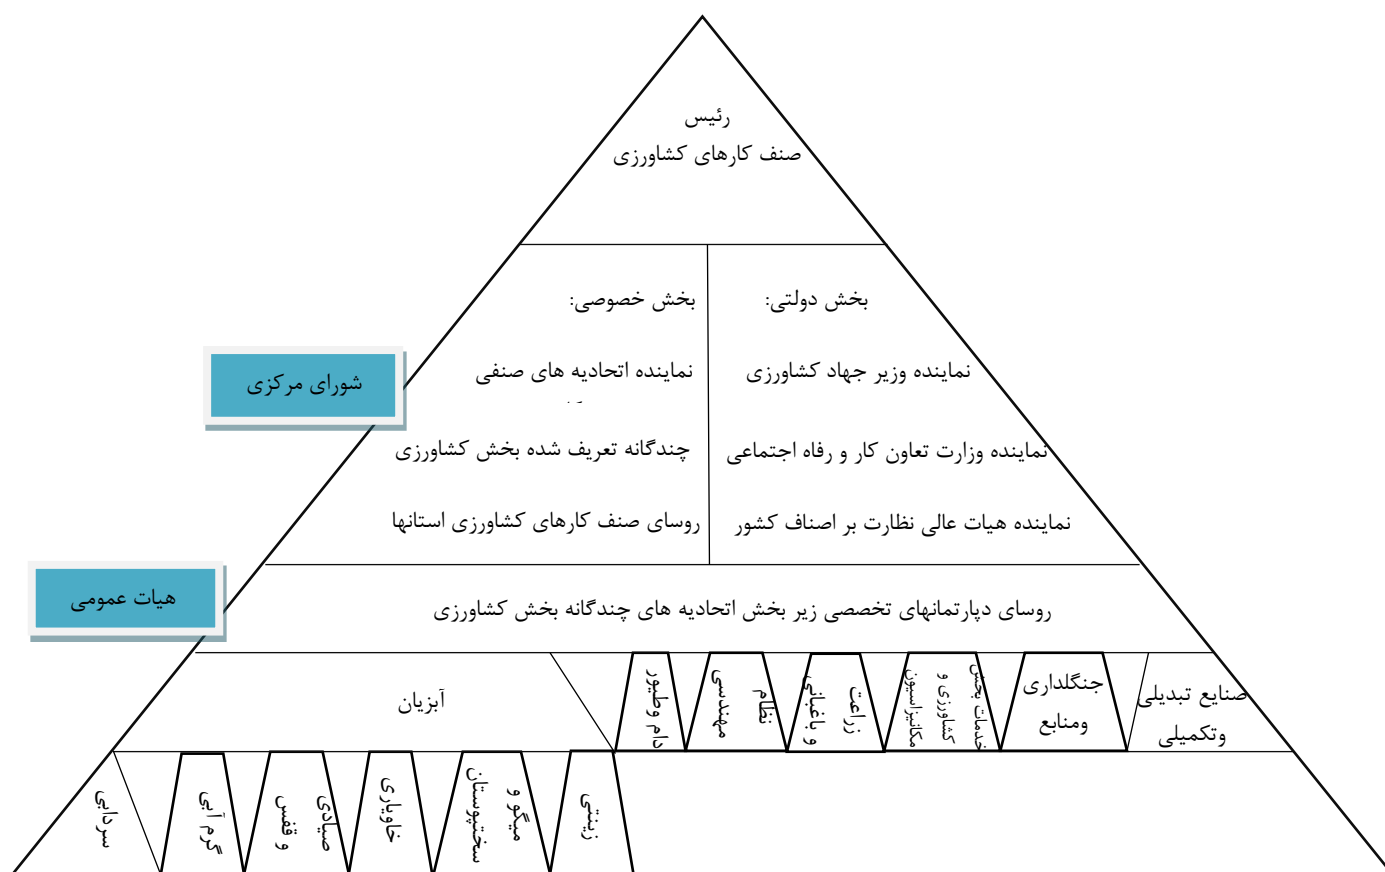 رئیس
صنف کارهای کشاورزی
بخش دولتی:
نماینده وزیر جهاد کشاورزی
نماینده وزارت تعاون کار و رفاه اجتماعی
نماینده هیات عالی نظارت بر اصناف کشور
بخش خصوصی:
نماینده اتحادیه های صنفی
چندگانه تعریف شده بخش کشاورزی
روسای صنف کارهای کشاورزی استانها
شورای مرکزی
هیات عمومی
روسای دپارتمانهای تخصصی زیر بخش اتحادیه های چندگانه بخش کشاورزی
صنایع تبدیلی
وتکمیلی
جنگلداری
ومنابع
خدمات بخش
کشاورزی و
مکانیزاسیون
زراعت
و باغبانی
نظام
مهندسی
دام وطیور
آبزیان
زینتی
میگو و
سختپوستان
خاویاری
صیادی
و قفس
گرم آبی
سردابی